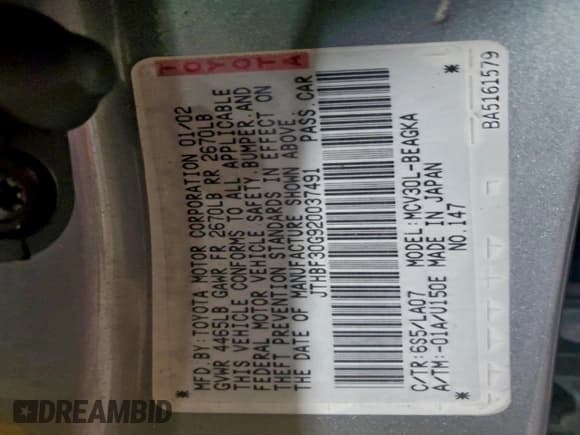 TOYOTA
MFD.BY:TOYOTA MOTOR CORPORATION 01/02
GVWR 4465LB GAWR FR 2670LB RR 2670LB
THIS VEHICLE CONFORMS TO ALL APPLICABLE
FEDERAL MOTOR VEHICLE SAFETY,BUMPER,AND
THEFT PREVENTION STANDARDS IN EFFECT ON
THE DATE OF MANUFACTURE SHOWN ABOVE.
JTHBF30G320037491 PASS.CAR
* *
C/TR:6S5/LA07 MODEL:MCV30L-BEAGKA
A/TM:-01A/U150E MADE IN JAPAN
NO.147
BA5161579
DREAMBID